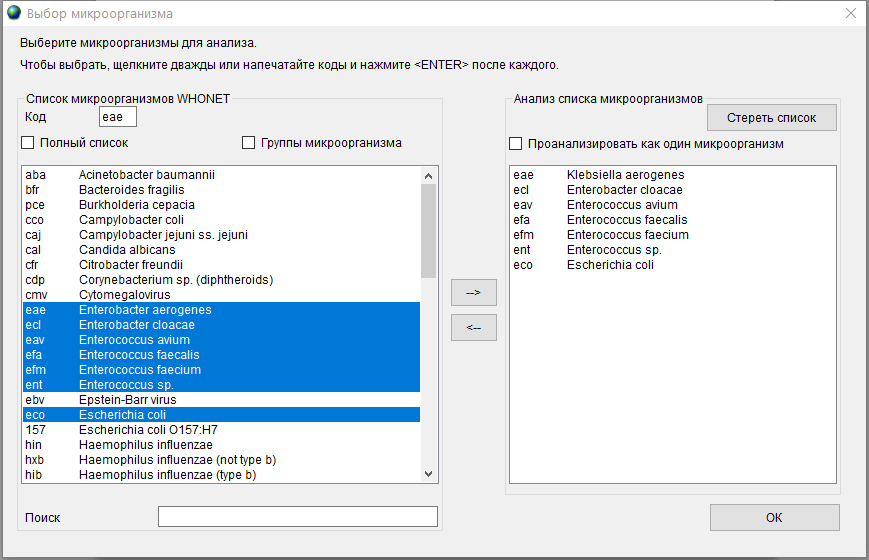 Выбор микроорганизма
Выберите микроорганизмы для анализа.
Чтобы выбрать, щелкните дважды или напечатайте коды и нажмите <ENTER> после каждого.
Список микроорганизмов WHONET
Код eae
Полный список Группы микроорганизма
aba Acinetobacter baumannii
bfr Bacteroides fragilis
pce Burkholderia cepacia
cco Campylobacter coli
caj Campylobacter jejuni ss. jejuni
cal Candida albicans
cfr Citrobacter freundii
cdp Corynebacterium sp. (diphtheroids)
cmv Cytomegalovirus
eae Enterobacter aerogenes
ecl Enterobacter cloacae
eav Enterococcus avium
efa Enterococcus faecalis
efm Enterococcus faecium
ent Enterococcus sp.
ebv Epstein-Barr virus
eco Escherichia coli
157 Escherichia coli O157:H7
hin Haemophilus influenzae
hxb Haemophilus influenzae (not type b)
hib Haemophilus influenzae (type b)
Поиск
-->
<--
Анализ списка микроорганизмов
Стереть список
Проанализировать как один микроорганизм
eae Klebsiella aerogenes
ecl Enterobacter cloacae
eav Enterococcus avium
efa Enterococcus faecalis
efm Enterococcus faecium
ent Enterococcus sp.
eco Escherichia coli
ОК